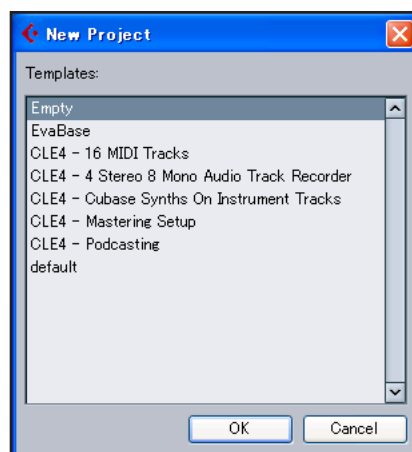 New Project
Templates:
Empty
EvaBase
CLE4 - 16 MIDI Tracks
CLE4 - 4 Stereo 8 Mono Audio Track Recorder
CLE4 - Cubase Synths On Instrument Tracks
CLE4 - Mastering Setup
CLE4 - Podcasting
default
OK Cancel